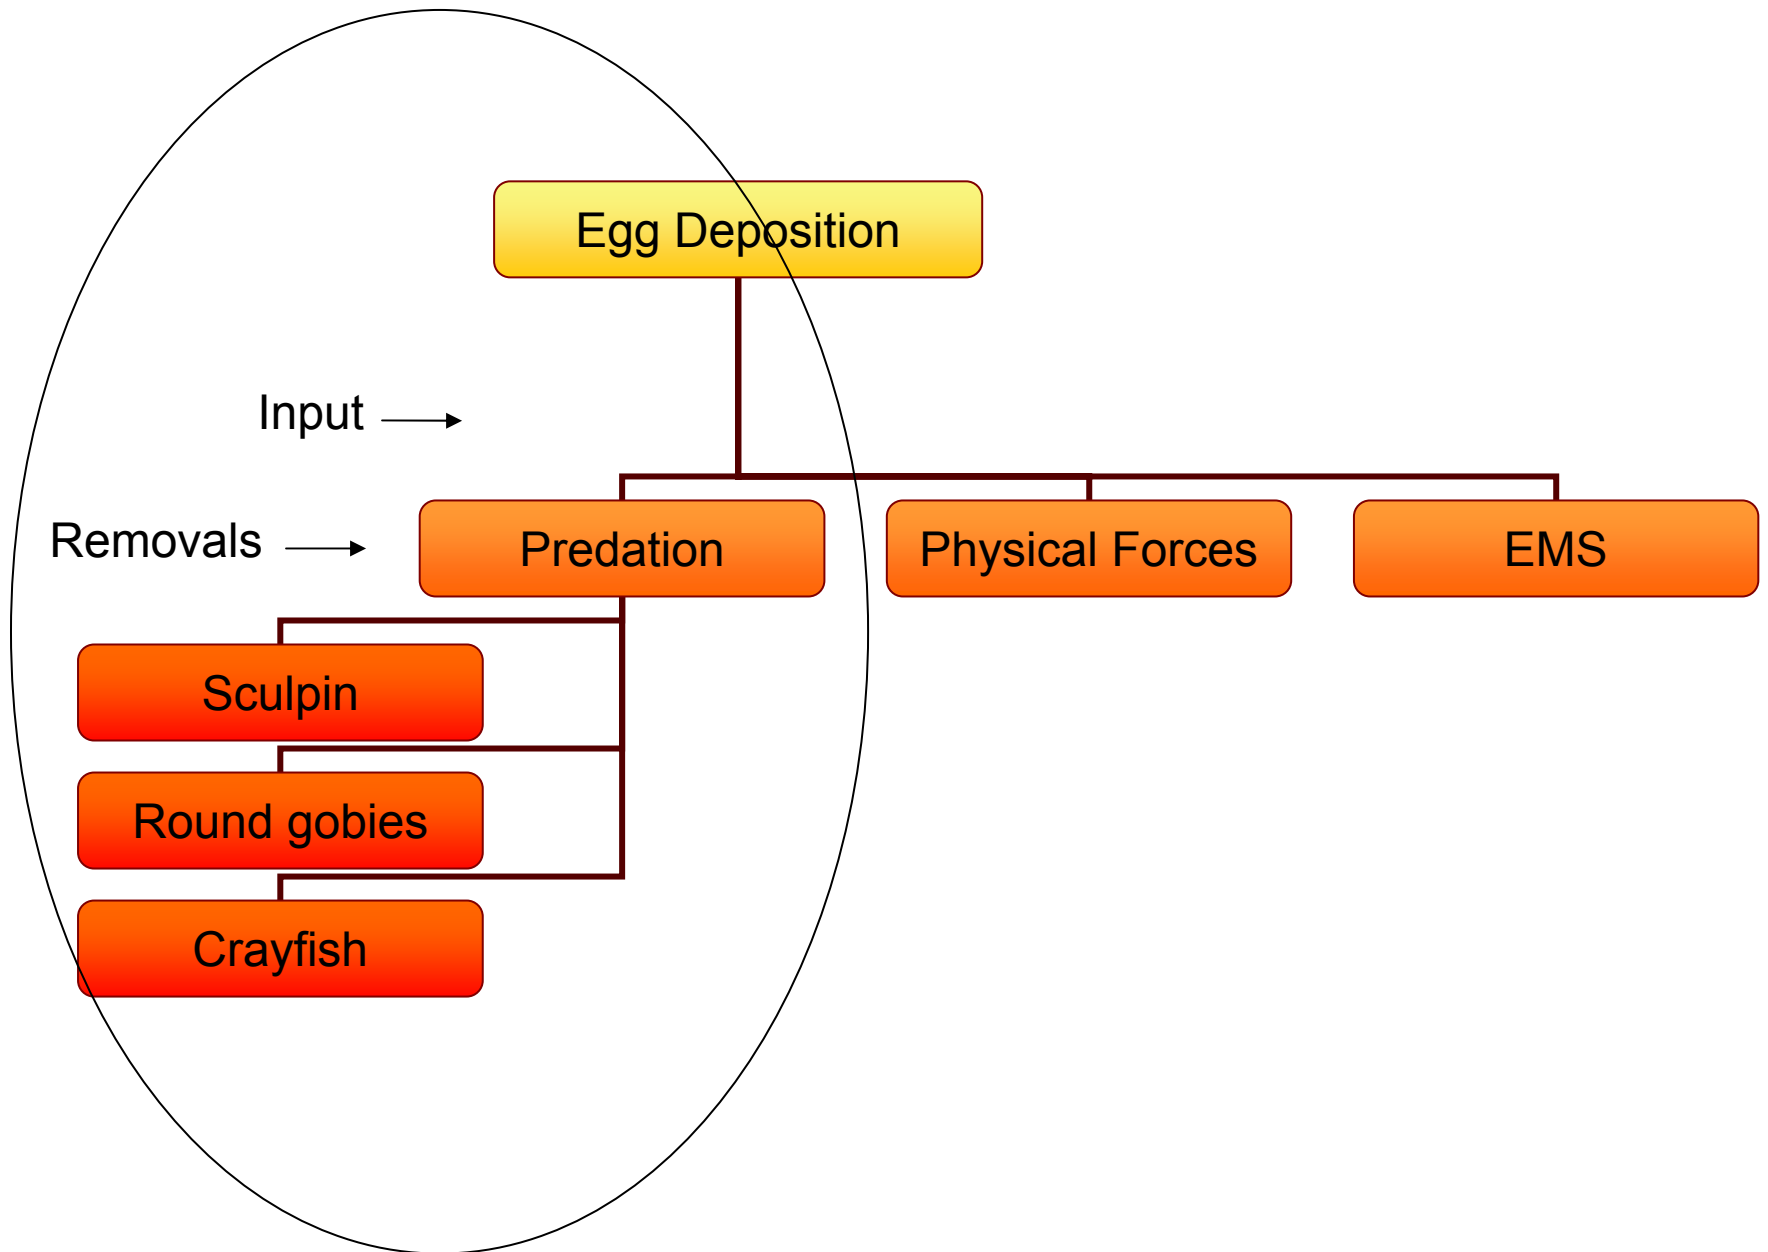 Egg Deposition
Input
Removals
Predation
Physical Forces
EMS
Sculpin
Round gobies
Crayfish